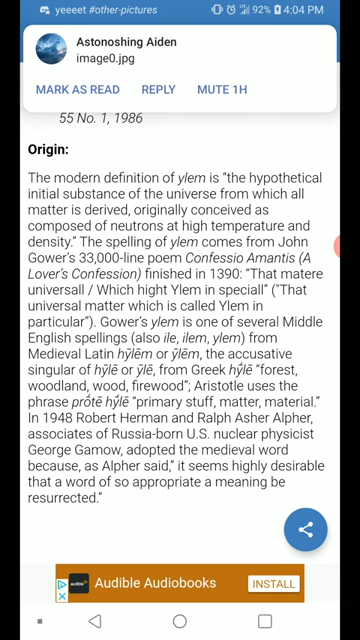 yeeeet #other-pictures
92% 4:04 PM
Astonoshing Aiden
image0.jpg
MARK AS READ REPLY MUTE 1H
55 No. 1, 1986
Origin:
The modern definition of ylem is “the hypothetical
initial substance of the universe from which all
matter is derived, originally conceived as
composed of neutrons at high temperature and
density.” The spelling of ylem comes from John
Gower’s 33,000-line poem Confessio Amantis (A
Lover’s Confession) finished in 1390: “That matere
universall / Which hight Ylem in speciall” (“That
universal matter which is called Ylem in
particular”). Gower’s ylem is one of several Middle
English spellings (also ile, ilem, ylem) from
Medieval Latin hȳlēm or ȳlēm, the accusative
singular of hȳlē or ȳlē, from Greek hȳ́lē “forest,
woodland, wood, firewood”; Aristotle uses the
phrase prṓtē hȳ́lē “primary stuff, matter, material.”
In 1948 Robert Herman and Ralph Asher Alpher,
associates of Russia-born U.S. nuclear physicist
George Gamow, adopted the medieval word
because, as Alpher said,” it seems highly desirable
that a word of so appropriate a meaning be
resurrected.”
audible Audible Audiobooks INSTALL